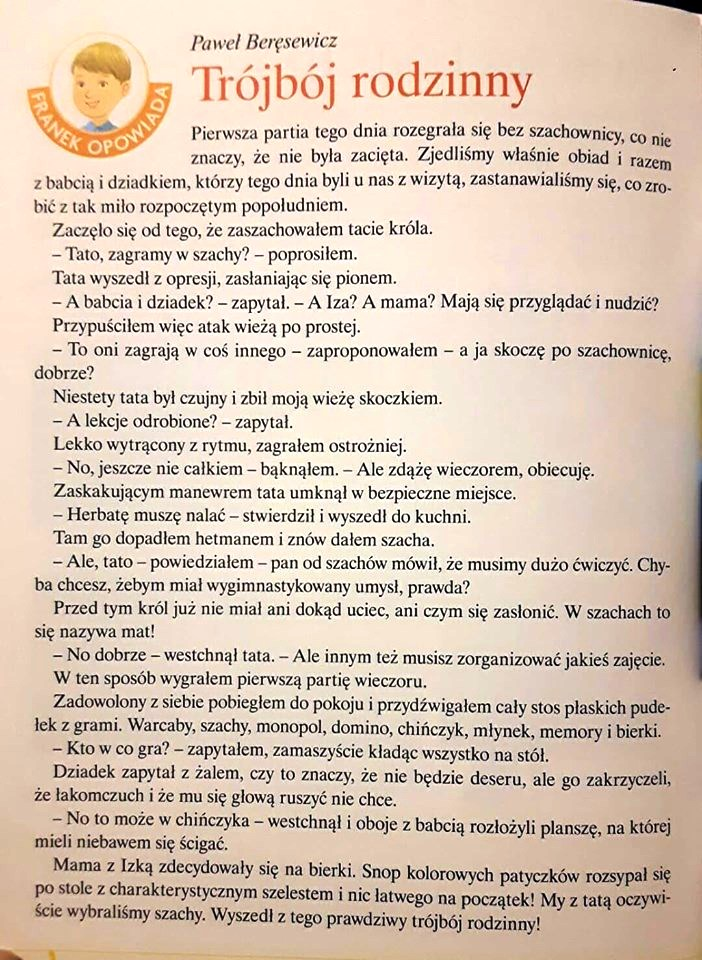 Paweł Beręsewicz
Trójbój rodzinny
FRANEK OPOWIADA
Pierwsza partia tego dnia rozegrała się bez szachownicy, co nie
znaczy, że nie była zacięta. Zjedliśmy właśnie obiad i razem
z babcią i dziadkiem, którzy tego dnia byli u nas z wizytą, zastanawialiśmy się, co zro-
bić z tak miło rozpoczętym popołudniem.
Zaczęło się od tego, że zaszachowałem tacie króla.
– Tato, zagramy w szachy? – poprosiłem.
Tata wyszedł z opresji, zasłaniając się pionem.
– A babcia i dziadek? – zapytał. – A Iza? A mama? Mają się przyglądać i nudzić?
Przypuściłem więc atak wieżą po prostej.
– To oni zagrają w coś innego – zaproponowałem – a ja skoczę po szachownicę,
dobrze?
Niestety tata był czujny i zbił moją wieżę skoczkiem.
– A lekcje odrobione? – zapytał.
Lekko wytrącony z rytmu, zagrałem ostrożniej.
– No, jeszcze nie całkiem – bąknąłem. – Ale zdążę wieczorem, obiecuję.
Zaskakującym manewrem tata umknął w bezpieczne miejsce.
– Herbatę muszę nalać – stwierdził i wyszedł do kuchni.
Tam go dopadłem hetmanem i znów dałem szacha.
– Ale, tato – powiedziałem – pan od szachów mówił, że musimy dużo ćwiczyć. Chy-
ba chcesz, żebym miał wygimnastykowany umysł, prawda?
Przed tym król już nie miał ani dokąd uciec, ani czym się zasłonić. W szachach to
się nazywa mat!
– No dobrze – westchnął tata. – Ale innym też musisz zorganizować jakieś zajęcie.
W ten sposób wygrałem pierwszą partię wieczoru.
Zadowolony z siebie pobiegłem do pokoju i przydźwigałem cały stos płaskich pude-
łek z grami. Warcaby, szachy, monopol, domino, chińczyk, młynek, memory i bierki.
– Kto w co gra? – zapytałem, zamaszyście kładąc wszystko na stół.
Dziadek zapytał z żalem, czy to znaczy, że nie będzie deseru, ale go zakrzyczeli,
że łakomczuch i że mu się głową ruszyć nie chce.
– No to może w chińczyka – westchnął i oboje z babcią rozłożyli planszę, na której
mieli niebawem się ścigać.
Mama z Izką zdecydowały się na bierki. Snop kolorowych patyczków rozsypał się
po stole z charakterystycznym szelestem i nic łatwego na początek! My z tatą oczywi-
ście wybraliśmy szachy. Wyszedł z tego prawdziwy trójbój rodzinny!